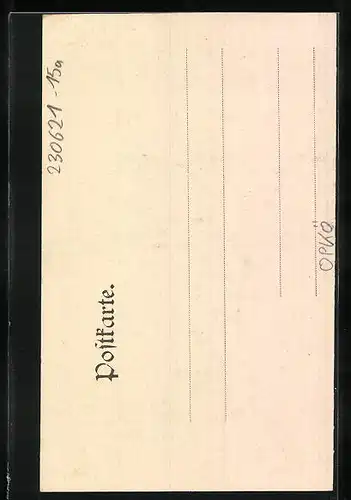 230621-15a
Postkarte.
OPKÖ